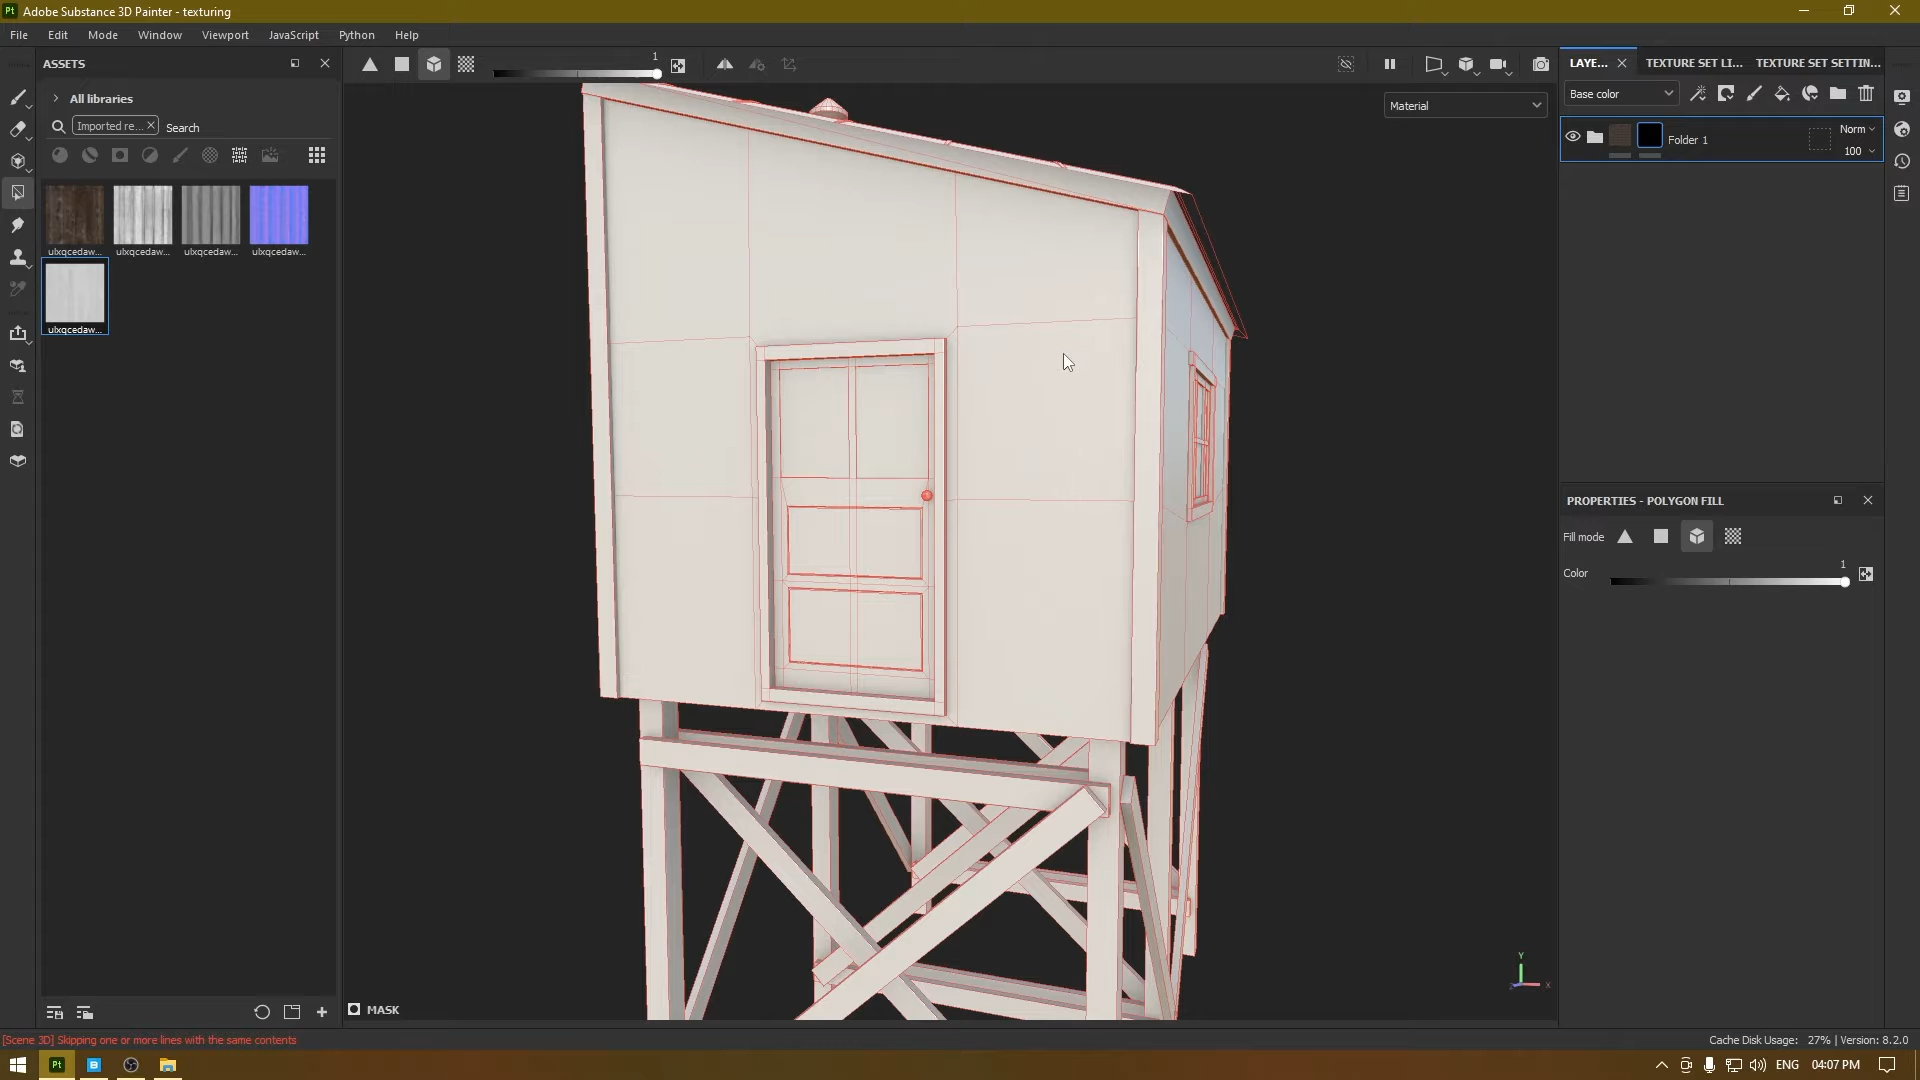 Pt Adobe Substance 3D Painter - texturing
File Edit Mode Window Viewport JavaScript Python Help
ASSETS
All libraries
Imported re... Search
ulxqcedaw... ulxqcedaw... ulxqcedaw... ulxqcedaw...
ulxqcedaw...
1
Material
Y
X
MASK
LAYE... TEXTURE SET LI... TEXTURE SET SETTIN...
Base color
Folder 1 Norm
100
PROPERTIES - POLYGON FILL
Fill mode
Color 1
[Scene 3D] Skipping one or more lines with the same contents
Cache Disk Usage: 27% | Version: 8.2.0
Pt
ENG 04:07 PM